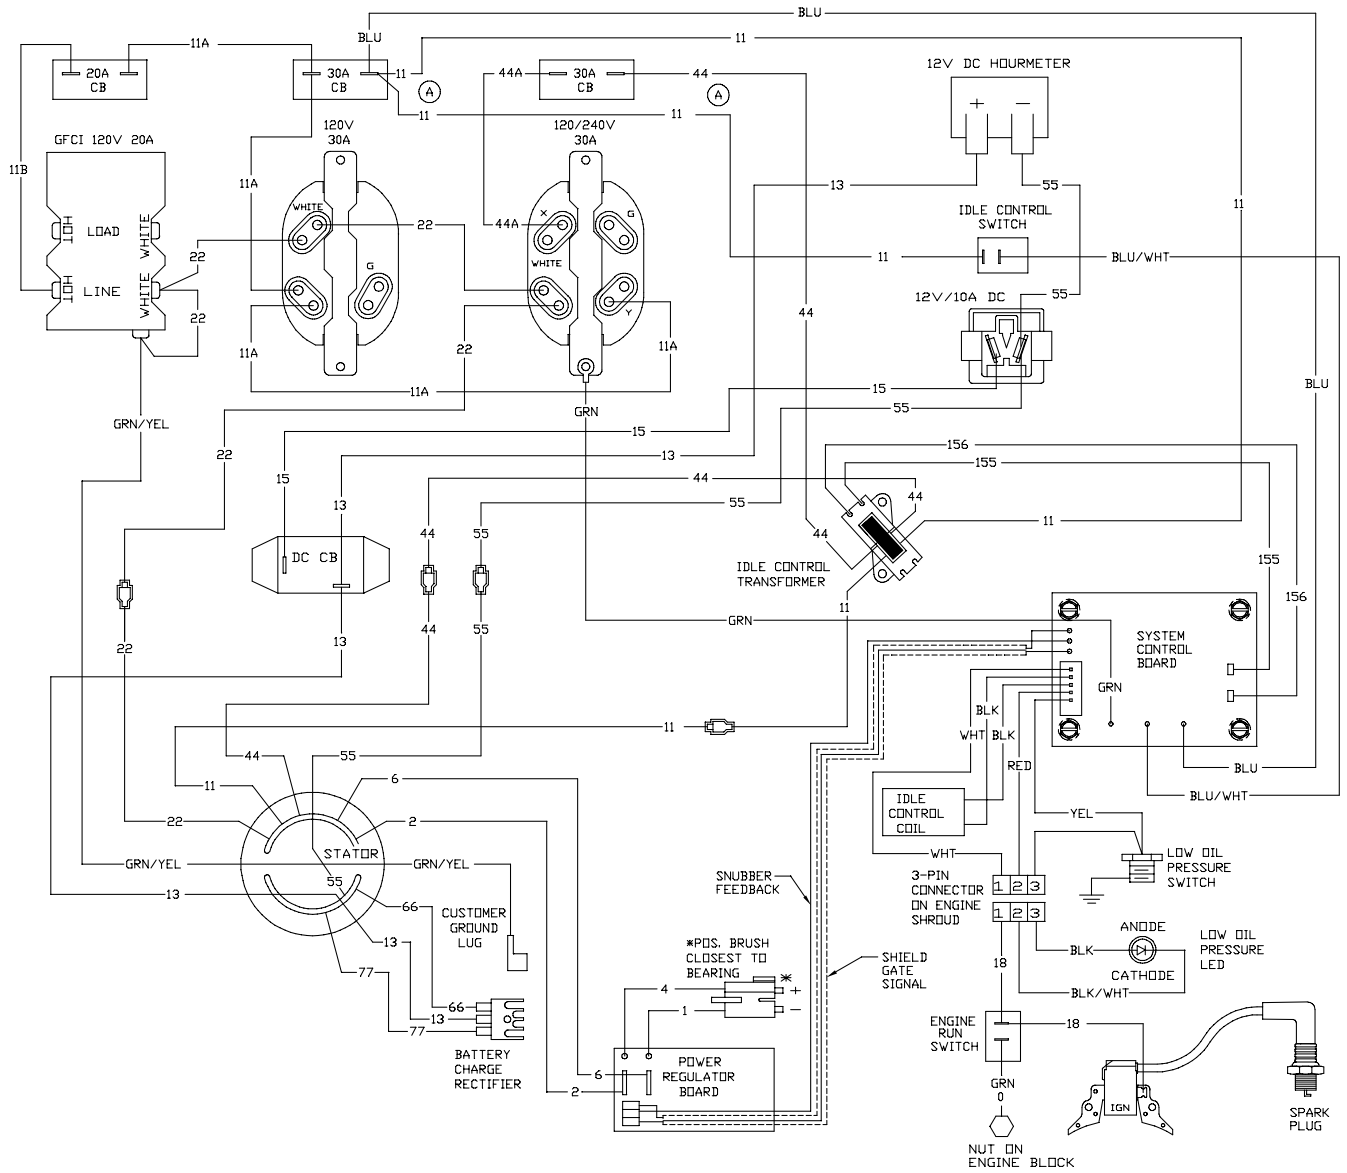 BLU
11A
BLU
11
20A
CB
30A
CB
11
44A
30A
CB
44
12V DC HOURMETER
A
A
+
−
11
11
120V
30A
120/240V
30A
GFCI 120V 20A
11B
11A
13
55
HOT
LOAD
WHITE
WHITE
22
X
G
44A
11
IDLE CONTROL
SWITCH
22
WHITE
G
11
BLU/WHT
HOT
LINE
WHITE
22
Y
12V/10A DC
55
44
11A
22
11A
11A
15
BLU
GRN/YEL
GRN
55
22
15
156
13
155
15
13
44
55
44
11
44
55
44
DC CB
IDLE CONTROL
TRANSFORMER
155
156
11
22
13
44
55
GRN
SYSTEM
CONTROL
BOARD
GRN
BLK
11
WHT
BLK
RED
44
55
BLU
11
6
BLU/WHT
22
2
IDLE
CONTROL
COIL
YEL
STATOR
GRN/YEL
GRN/YEL
WHT
LOW OIL
PRESSURE
SWITCH
55
13
66
SNUBBER
FEEDBACK
3-PIN
CONNECTOR
ON ENGINE
SHROUD
1 2 3
1 2 3
CUSTOMER
GROUND
LUG
13
*POS. BRUSH
CLOSEST TO
BEARING
*
SHIELD
GATE
SIGNAL
18
BLK
ANODE
CATHODE
LOW OIL
PRESSURE
LED
77
4
+
BLK/WHT
66
13
77
1
−
ENGINE
RUN
SWITCH
18
BATTERY
CHARGE
RECTIFIER
6
2
POWER
REGULATOR
BOARD
GRN
0
IGN
SPARK
PLUG
NUT ON
ENGINE BLOCK